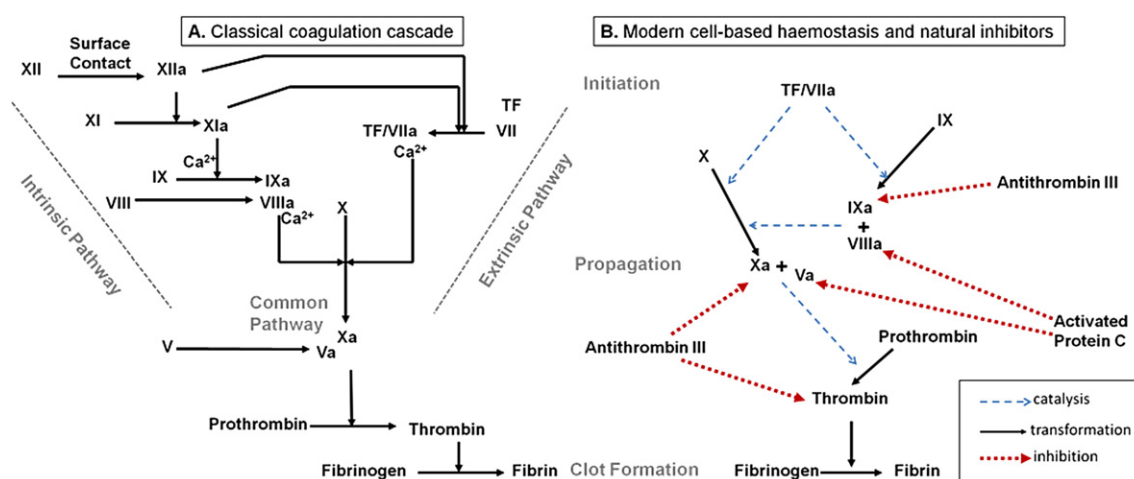 A. Classical coagulation cascade
XII
Surface
Contact
XIIa
XI
XIa
Ca²⁺
IX
IXa
VIII
VIIIa
Ca²⁺
X
TF
TF/VIIa
VII
Ca²⁺
Intrinsic Pathway
Extrinsic Pathway
Common
Pathway
Xa
V
Va
Prothrombin
Thrombin
Fibrinogen
Fibrin
B. Modern cell-based haemostasis and natural inhibitors
Initiation
TF/VIIa
X
IX
Antithrombin III
IXa
+
VIIIa
Propagation
Xa + Va
Activated
Protein C
Antithrombin III
Prothrombin
Thrombin
Clot Formation
Fibrinogen
Fibrin
catalysis
transformation
inhibition